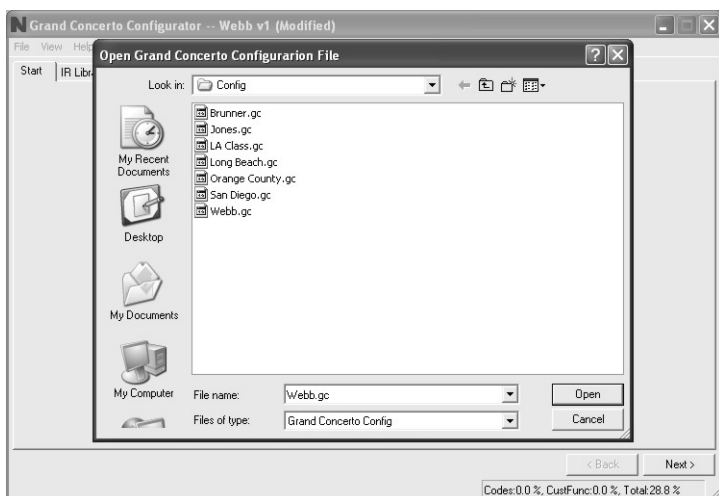 N Grand Concerto Configurator -- Webb v1 (Modified)
File View Help
Open Grand Concerto Configurarion File
Start IR Libr
Look in: Config
Brunner.gc
Jones.gc
LA Class.gc
Long Beach.gc
Orange County.gc
San Diego.gc
Webb.gc
My Recent
Documents
Desktop
My Documents
My Computer
File name: Webb.gc Open
Files of type: Grand Concerto Config Cancel
< Back Next >
Codes:0.0 %, CustFunc:0.0 %, Total:28.8 %